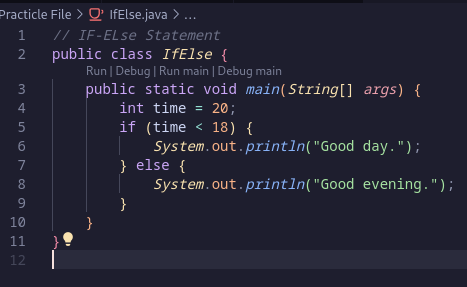 Practicle File > IfElse.java > ...
1 // IF-ELse Statement
2 public class IfElse {
Run | Debug | Run main | Debug main
3 public static void main(String[] args) {
4 int time = 20;
5 if (time < 18) {
6 System.out.println("Good day.");
7 } else {
8 System.out.println("Good evening.");
9 }
10 }
11 }
12